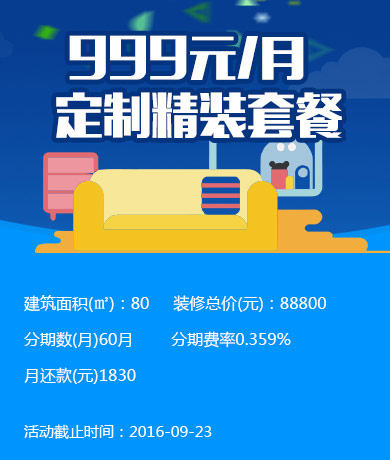 999元/月
定制精装套餐
建筑面积(㎡)：80 装修总价(元)：88800
分期数(月)60月 分期费率0.359%
月还款(元)1830
活动截止时间：2016-09-23